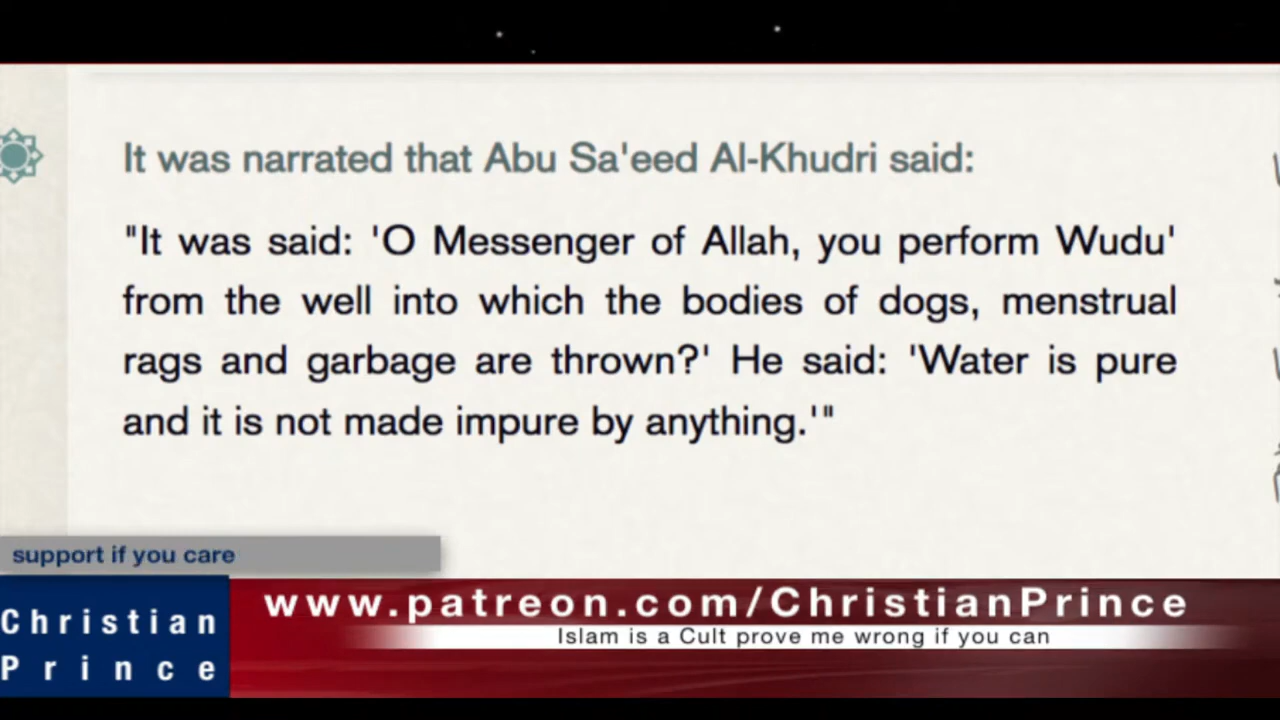 It was narrated that Abu Sa'eed Al-Khudri said:
"It was said: 'O Messenger of Allah, you perform Wudu'
from the well into which the bodies of dogs, menstrual
rags and garbage are thrown?' He said: 'Water is pure
and it is not made impure by anything.'"
support if you care
Christian
Prince
www.patreon.com/ChristianPrince
Islam is a Cult prove me wrong if you can